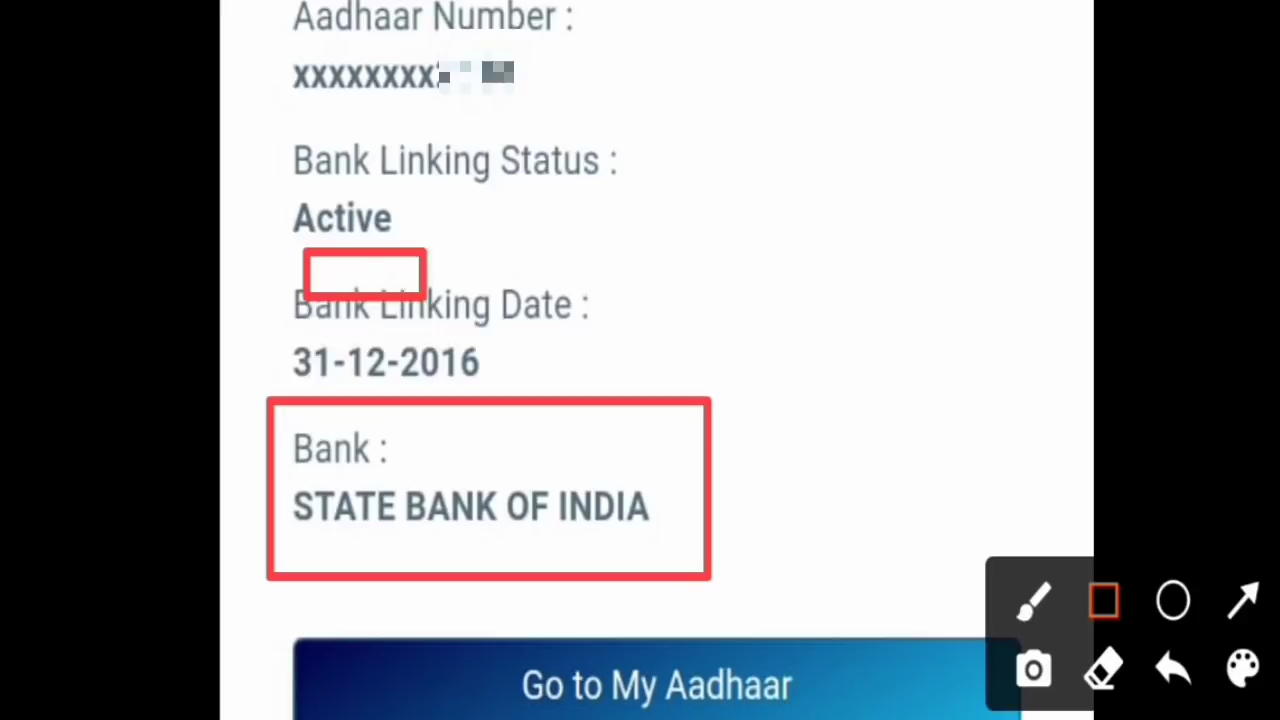 Aadhaar Number :
xxxxxxxx
Bank Linking Status :
Active
Bank Linking Date :
31-12-2016
Bank :
STATE BANK OF INDIA
Go to My Aadhaar